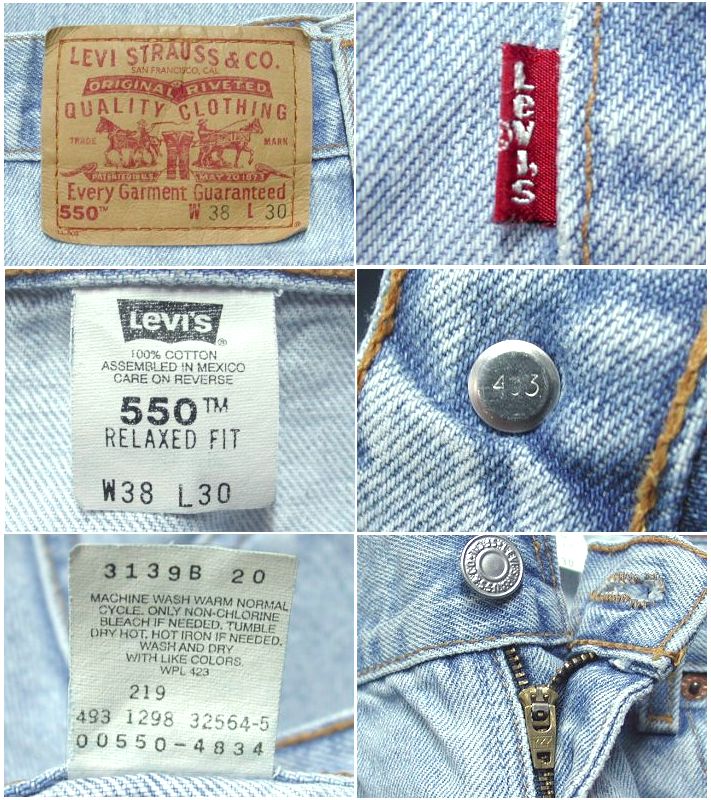 LEVI STRAUSS & CO.
SAN FRANCISCO, CAL.
ORIGINAL RIVETED
QUALITY CLOTHING
TRADE MARK
PATENTED IN U.S. MAY 20 1873
Every Garment Guaranteed
550™ W 38 L 30
Levi's
Levi's
100% COTTON
ASSEMBLED IN MEXICO
CARE ON REVERSE
550™
RELAXED FIT
W38 L30
493
3139B 20
MACHINE WASH WARM NORMAL
CYCLE. ONLY NON-CHLORINE
BLEACH IF NEEDED. TUMBLE
DRY HOT. HOT IRON IF NEEDED.
WASH AND DRY
WITH LIKE COLORS.
WPL 423
219
493 1298 32564-5
00550-4834